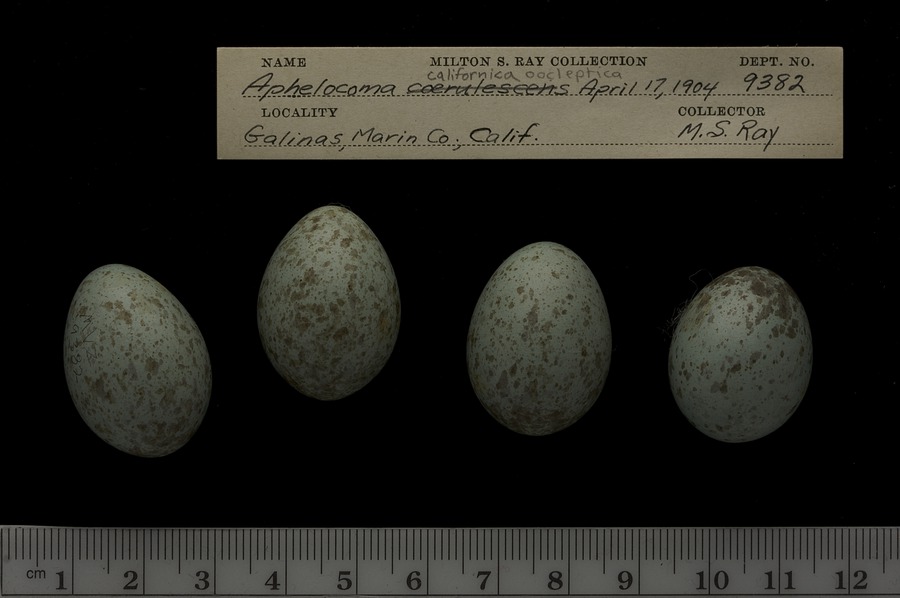 NAME MILTON S. RAY COLLECTION DEPT. NO.
californica oocleptica
Aphelocoma coerulescens April 17, 1904 9382
LOCALITY COLLECTOR
Galinas, Marin Co., Calif. M.S. Ray
cm 1 2 3 4 5 6 7 8 9 10 11 12